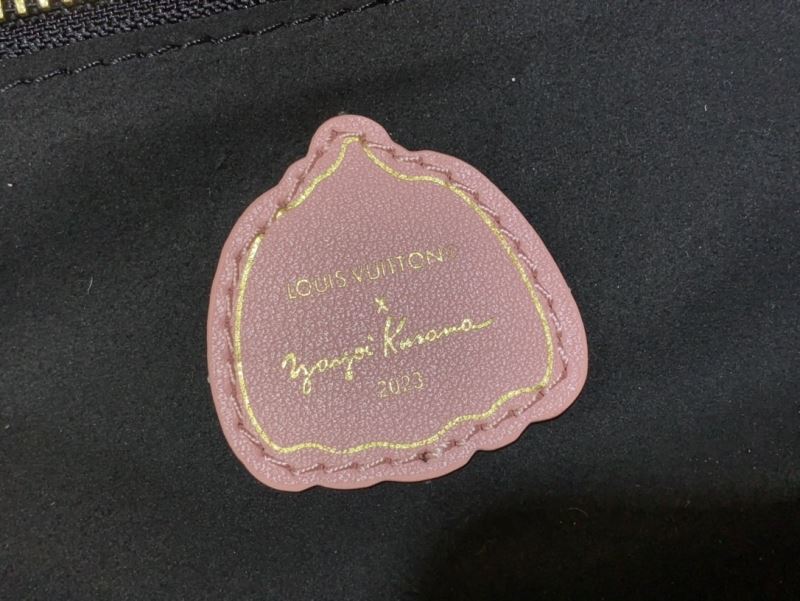 LOUIS VUITTON®
x
Yayoi Kusama
2023